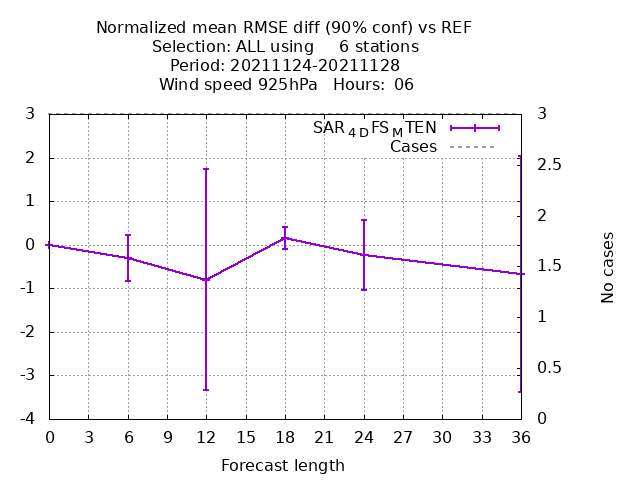 Normalized mean RMSE diff (90% conf) vs REF
Selection: ALL using 6 stations
Period: 20211124-20211128
Wind speed 925hPa Hours: 06
SAR4DFSMTEN
Cases
3
2
1
0
-1
-2
-3
-4
3
2.5
2
1.5
1
0.5
0
No cases
0 3 6 9 12 15 18 21 24 27 30 33 36
Forecast length